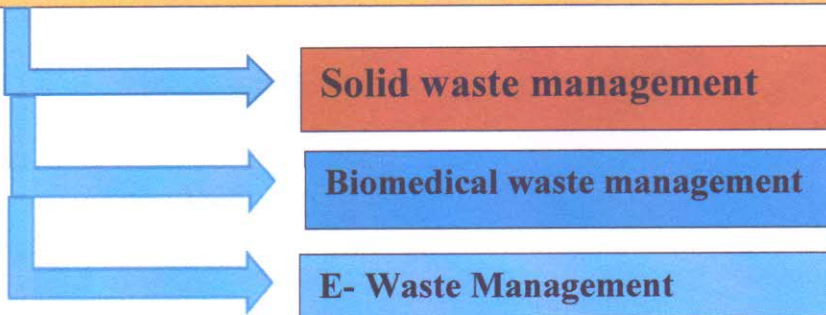 Solid waste management
Biomedical waste management
E- Waste Management